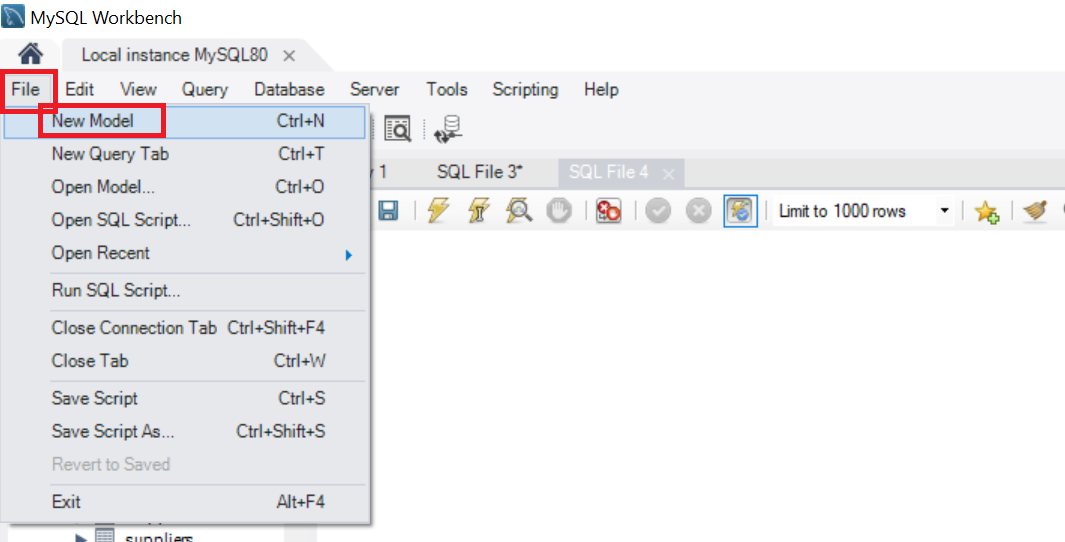 MySQL Workbench
Local instance MySQL80
File Edit View Query Database Server Tools Scripting Help
New Model Ctrl+N
New Query Tab Ctrl+T
1 SQL File 3* SQL File 4
Open Model... Ctrl+O
Open SQL Script... Ctrl+Shift+O
Limit to 1000 rows
Open Recent
Run SQL Script...
Close Connection Tab Ctrl+Shift+F4
Close Tab Ctrl+W
Save Script Ctrl+S
Save Script As... Ctrl+Shift+S
Revert to Saved
Exit Alt+F4
suppliers